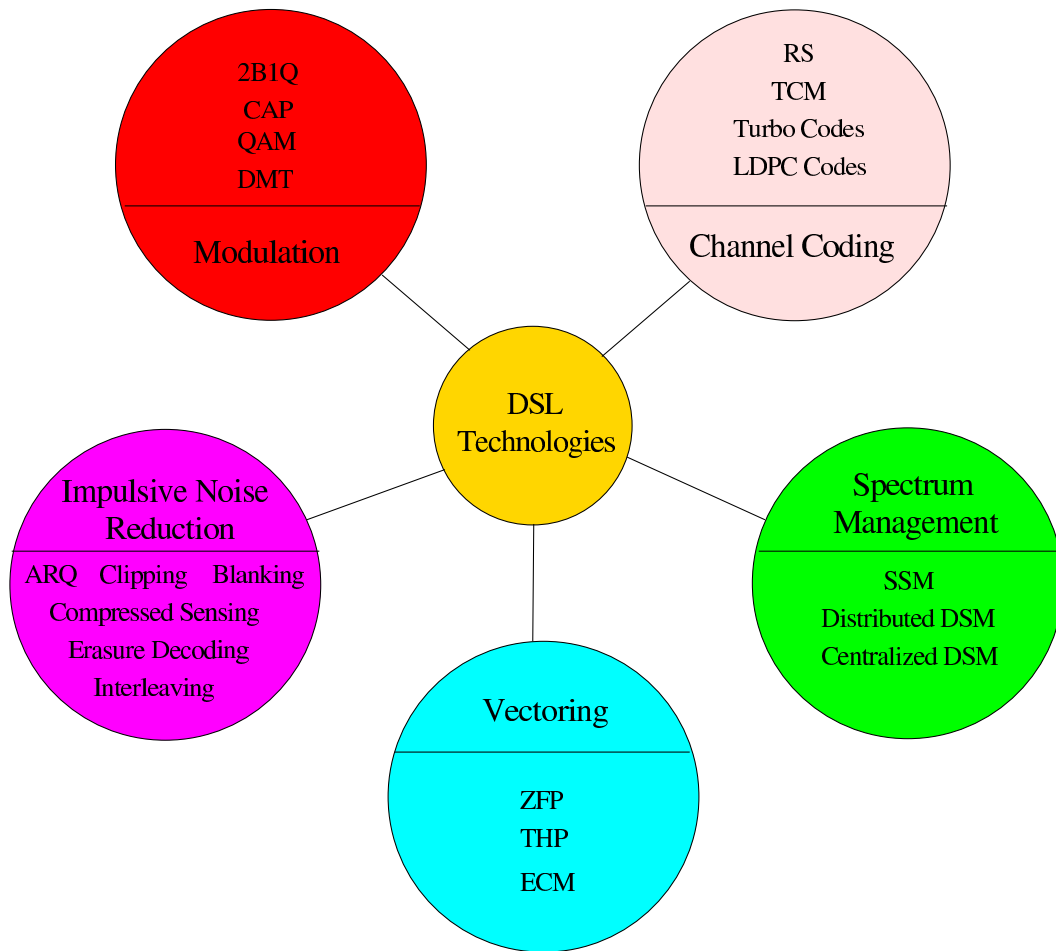 2B1Q
CAP
QAM
DMT
Modulation
RS
TCM
Turbo Codes
LDPC Codes
Channel Coding
DSL
Technologies
Impulsive Noise
Reduction
ARQ Clipping Blanking
Compressed Sensing
Erasure Decoding
Interleaving
Spectrum
Management
SSM
Distributed DSM
Centralized DSM
Vectoring
ZFP
THP
ECM